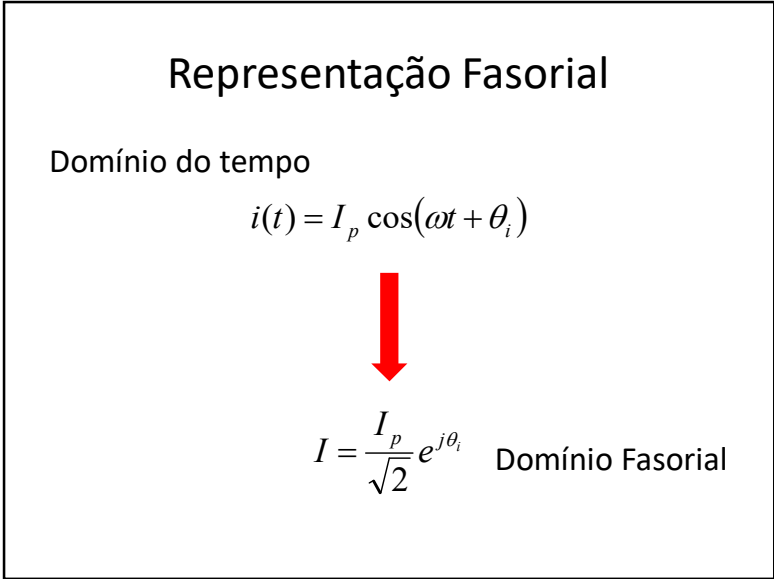 Representação Fasorial
Domínio do tempo
i(t) = I_p cos(ωt + θ_i)
I = I_p/√2 e^{jθ_i} Domínio Fasorial